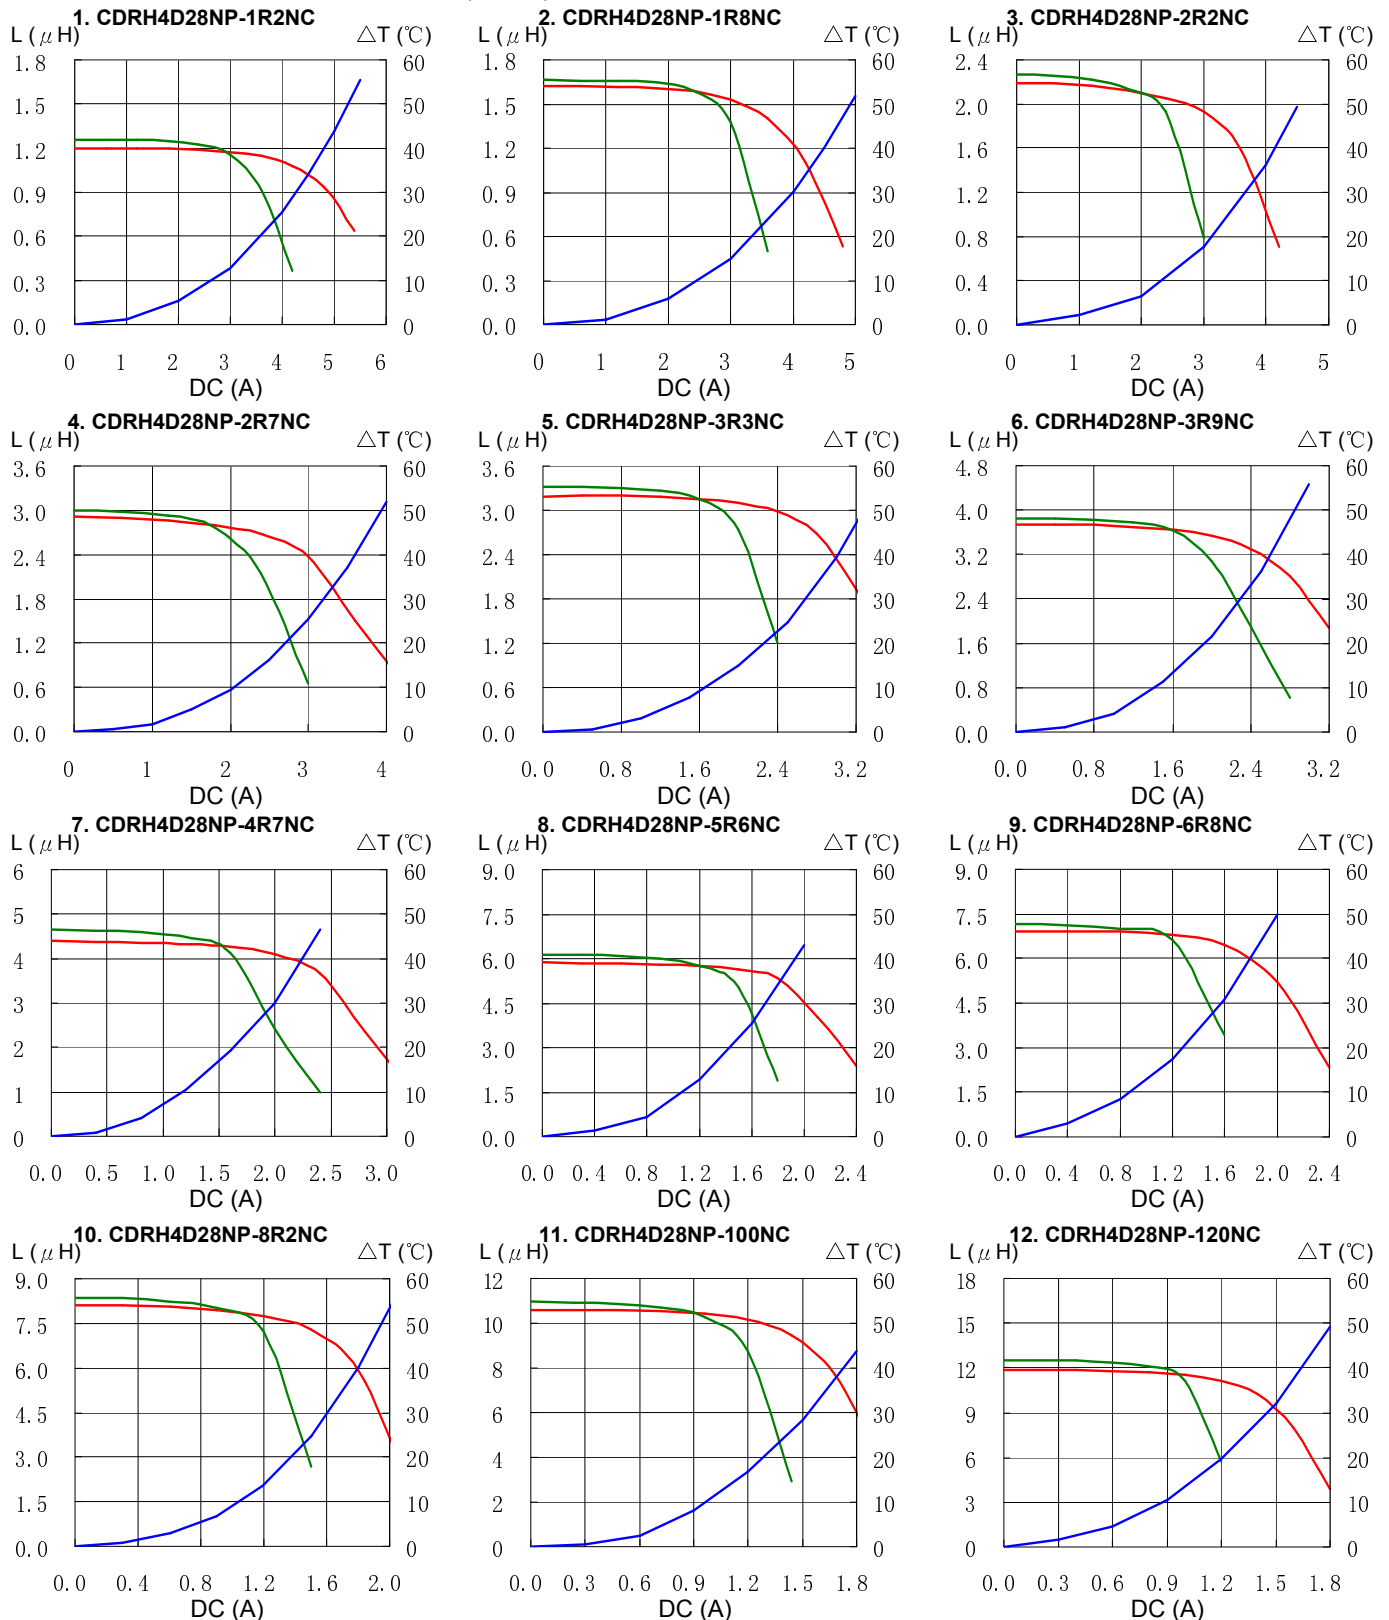 1. CDRH4D28NP-1R2NC
L (μH) △T (℃)
1.8 60
1.5 50
1.2 40
0.9 30
0.6 20
0.3 10
0.0 0
0 1 2 3 4 5 6
DC (A)
2. CDRH4D28NP-1R8NC
L (μH) △T (℃)
1.8 60
1.5 50
1.2 40
0.9 30
0.6 20
0.3 10
0.0 0
0 1 2 3 4 5
DC (A)
3. CDRH4D28NP-2R2NC
L (μH) △T (℃)
2.4 60
2.0 50
1.6 40
1.2 30
0.8 20
0.4 10
0.0 0
0 1 2 3 4 5
DC (A)
4. CDRH4D28NP-2R7NC
L (μH) △T (℃)
3.6 60
3.0 50
2.4 40
1.8 30
1.2 20
0.6 10
0.0 0
0 1 2 3 4
DC (A)
5. CDRH4D28NP-3R3NC
L (μH) △T (℃)
3.6 60
3.0 50
2.4 40
1.8 30
1.2 20
0.6 10
0.0 0
0.0 0.8 1.6 2.4 3.2
DC (A)
6. CDRH4D28NP-3R9NC
L (μH) △T (℃)
4.8 60
4.0 50
3.2 40
2.4 30
1.6 20
0.8 10
0.0 0
0.0 0.8 1.6 2.4 3.2
DC (A)
7. CDRH4D28NP-4R7NC
L (μH) △T (℃)
6 60
5 50
4 40
3 30
2 20
1 10
0 0
0.0 0.5 1.0 1.5 2.0 2.5 3.0
DC (A)
8. CDRH4D28NP-5R6NC
L (μH) △T (℃)
9.0 60
7.5 50
6.0 40
4.5 30
3.0 20
1.5 10
0.0 0
0.0 0.4 0.8 1.2 1.6 2.0 2.4
DC (A)
9. CDRH4D28NP-6R8NC
L (μH) △T (℃)
9.0 60
7.5 50
6.0 40
4.5 30
3.0 20
1.5 10
0.0 0
0.0 0.4 0.8 1.2 1.6 2.0 2.4
DC (A)
10. CDRH4D28NP-8R2NC
L (μH) △T (℃)
9.0 60
7.5 50
6.0 40
4.5 30
3.0 20
1.5 10
0.0 0
0.0 0.4 0.8 1.2 1.6 2.0
DC (A)
11. CDRH4D28NP-100NC
L (μH) △T (℃)
12 60
10 50
8 40
6 30
4 20
2 10
0 0
0.0 0.3 0.6 0.9 1.2 1.5 1.8
DC (A)
12. CDRH4D28NP-120NC
L (μH) △T (℃)
18 60
15 50
12 40
9 30
6 20
3 10
0 0
0.0 0.3 0.6 0.9 1.2 1.5 1.8
DC (A)